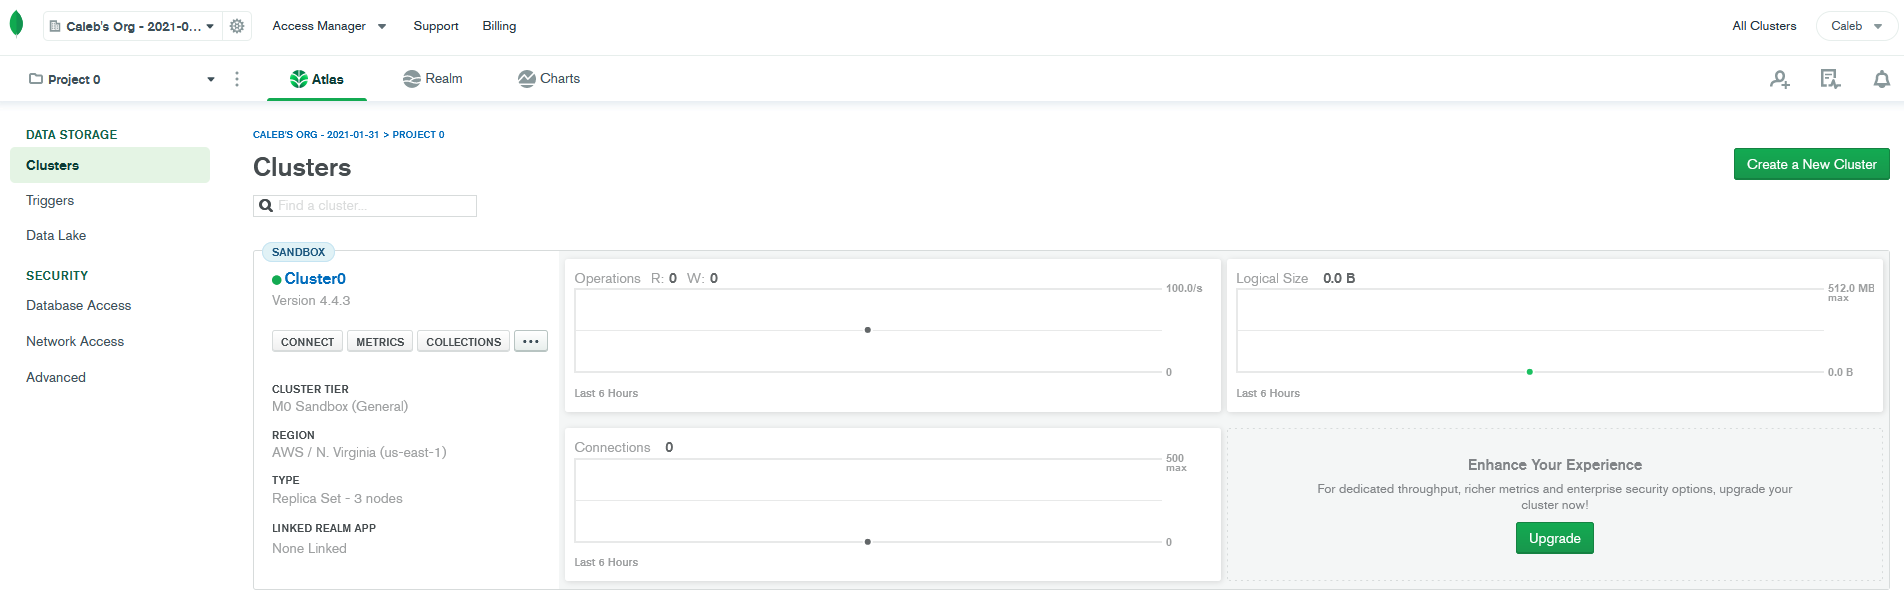 Caleb's Org - 2021-0...
Access Manager
Support
Billing
All Clusters
Caleb
Project 0
Atlas
Realm
Charts
DATA STORAGE
Clusters
Triggers
Data Lake
SECURITY
Database Access
Network Access
Advanced
CALEB'S ORG - 2021-01-31 > PROJECT 0
Clusters
Create a New Cluster
Find a cluster...
SANDBOX
Cluster0
Version 4.4.3
CONNECT
METRICS
COLLECTIONS
...
CLUSTER TIER
M0 Sandbox (General)
REGION
AWS / N. Virginia (us-east-1)
TYPE
Replica Set - 3 nodes
LINKED REALM APP
None Linked
Operations R: 0 W: 0
100.0/s
0
Last 6 Hours
Logical Size 0.0 B
512.0 MB
max
0.0 B
Last 6 Hours
Connections 0
500
max
0
Last 6 Hours
Enhance Your Experience
For dedicated throughput, richer metrics and enterprise security options, upgrade your
cluster now!
Upgrade